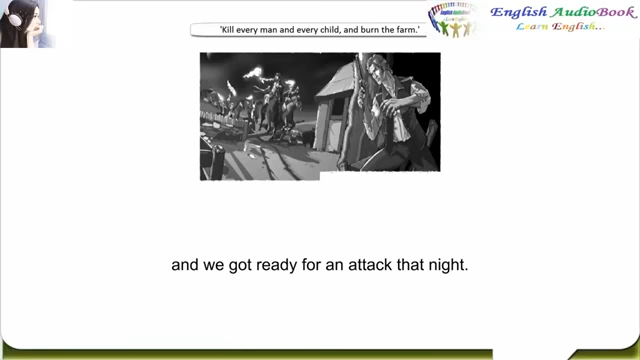 'Kill every man and every child, and burn the farm.'
English AudioBook
Learn English...
and we got ready for an attack that night.